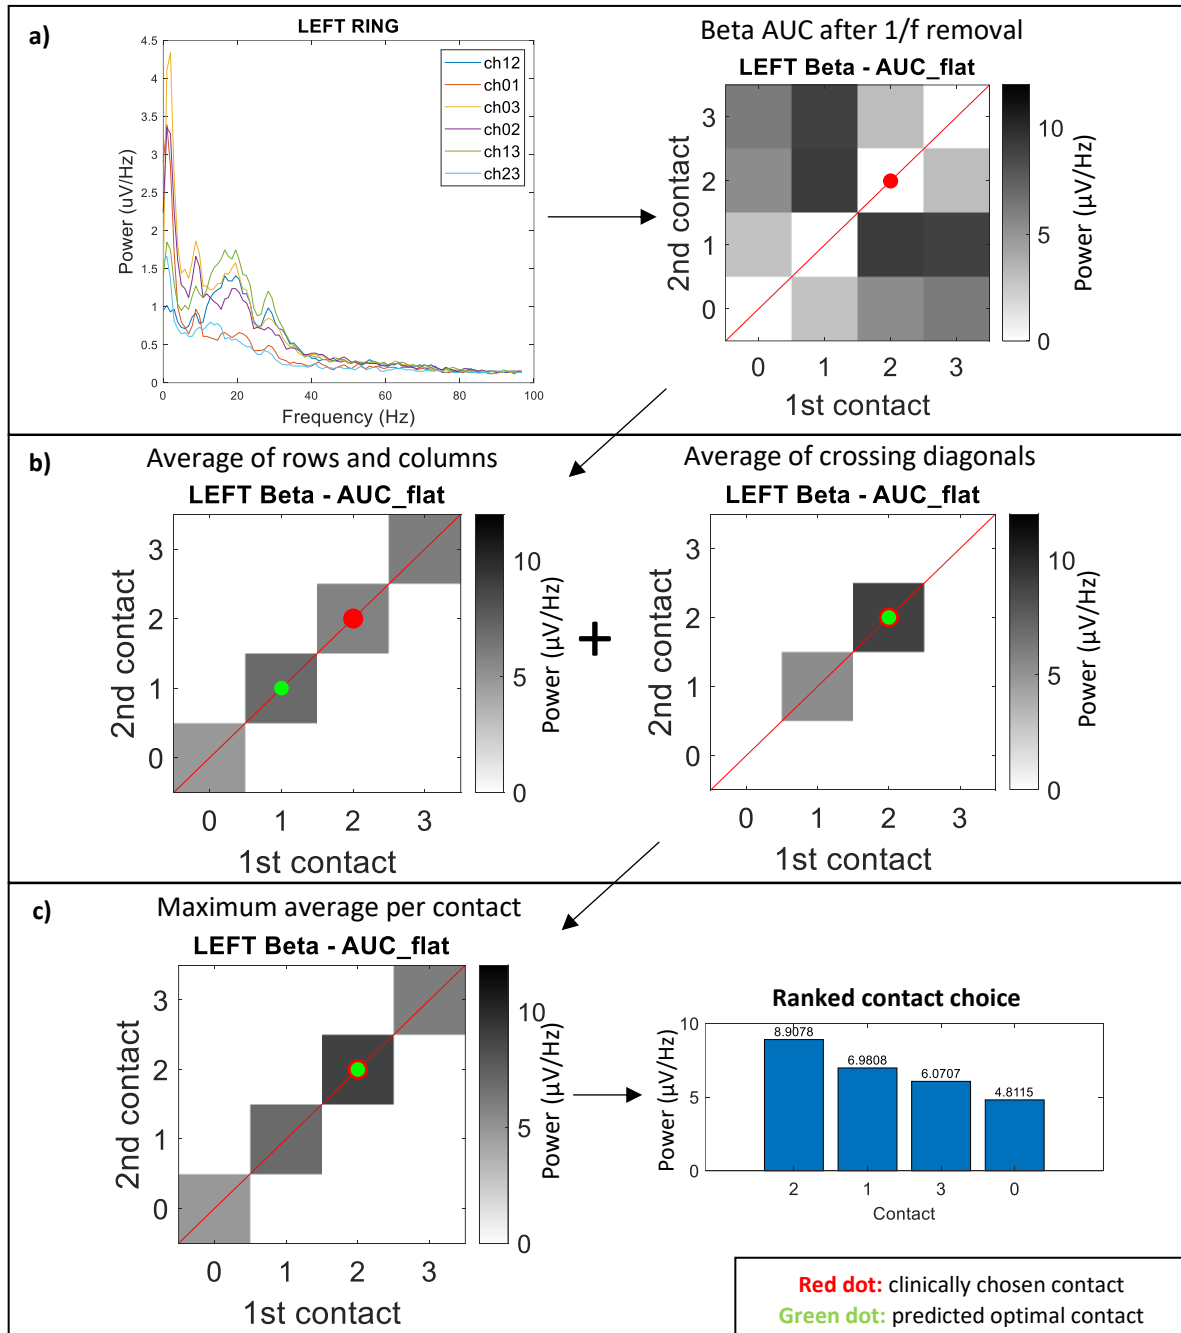 a)
LEFT RING
4.5
4
3.5
3
2.5
2
1.5
1
0.5
0
Power (uV/Hz)
ch12
ch01
ch03
ch02
ch13
ch23
0 20 40 60 80 100
Frequency (Hz)
Beta AUC after 1/f removal
LEFT Beta - AUC_flat
3
2
1
0
2nd contact
0 1 2 3
1st contact
10
5
0
Power (µV/Hz)
b)
Average of rows and columns
LEFT Beta - AUC_flat
3
2
1
0
2nd contact
0 1 2 3
1st contact
10
5
0
Power (µV/Hz)
+
Average of crossing diagonals
LEFT Beta - AUC_flat
3
2
1
0
2nd contact
0 1 2 3
1st contact
10
5
0
Power (µV/Hz)
c)
Maximum average per contact
LEFT Beta - AUC_flat
3
2
1
0
2nd contact
0 1 2 3
1st contact
10
5
0
Power (µV/Hz)
Ranked contact choice
10
5
0
Power (µV/Hz)
8.9078
6.9808
6.0707
4.8115
2 1 3 0
Contact
Red dot: clinically chosen contact
Green dot: predicted optimal contact